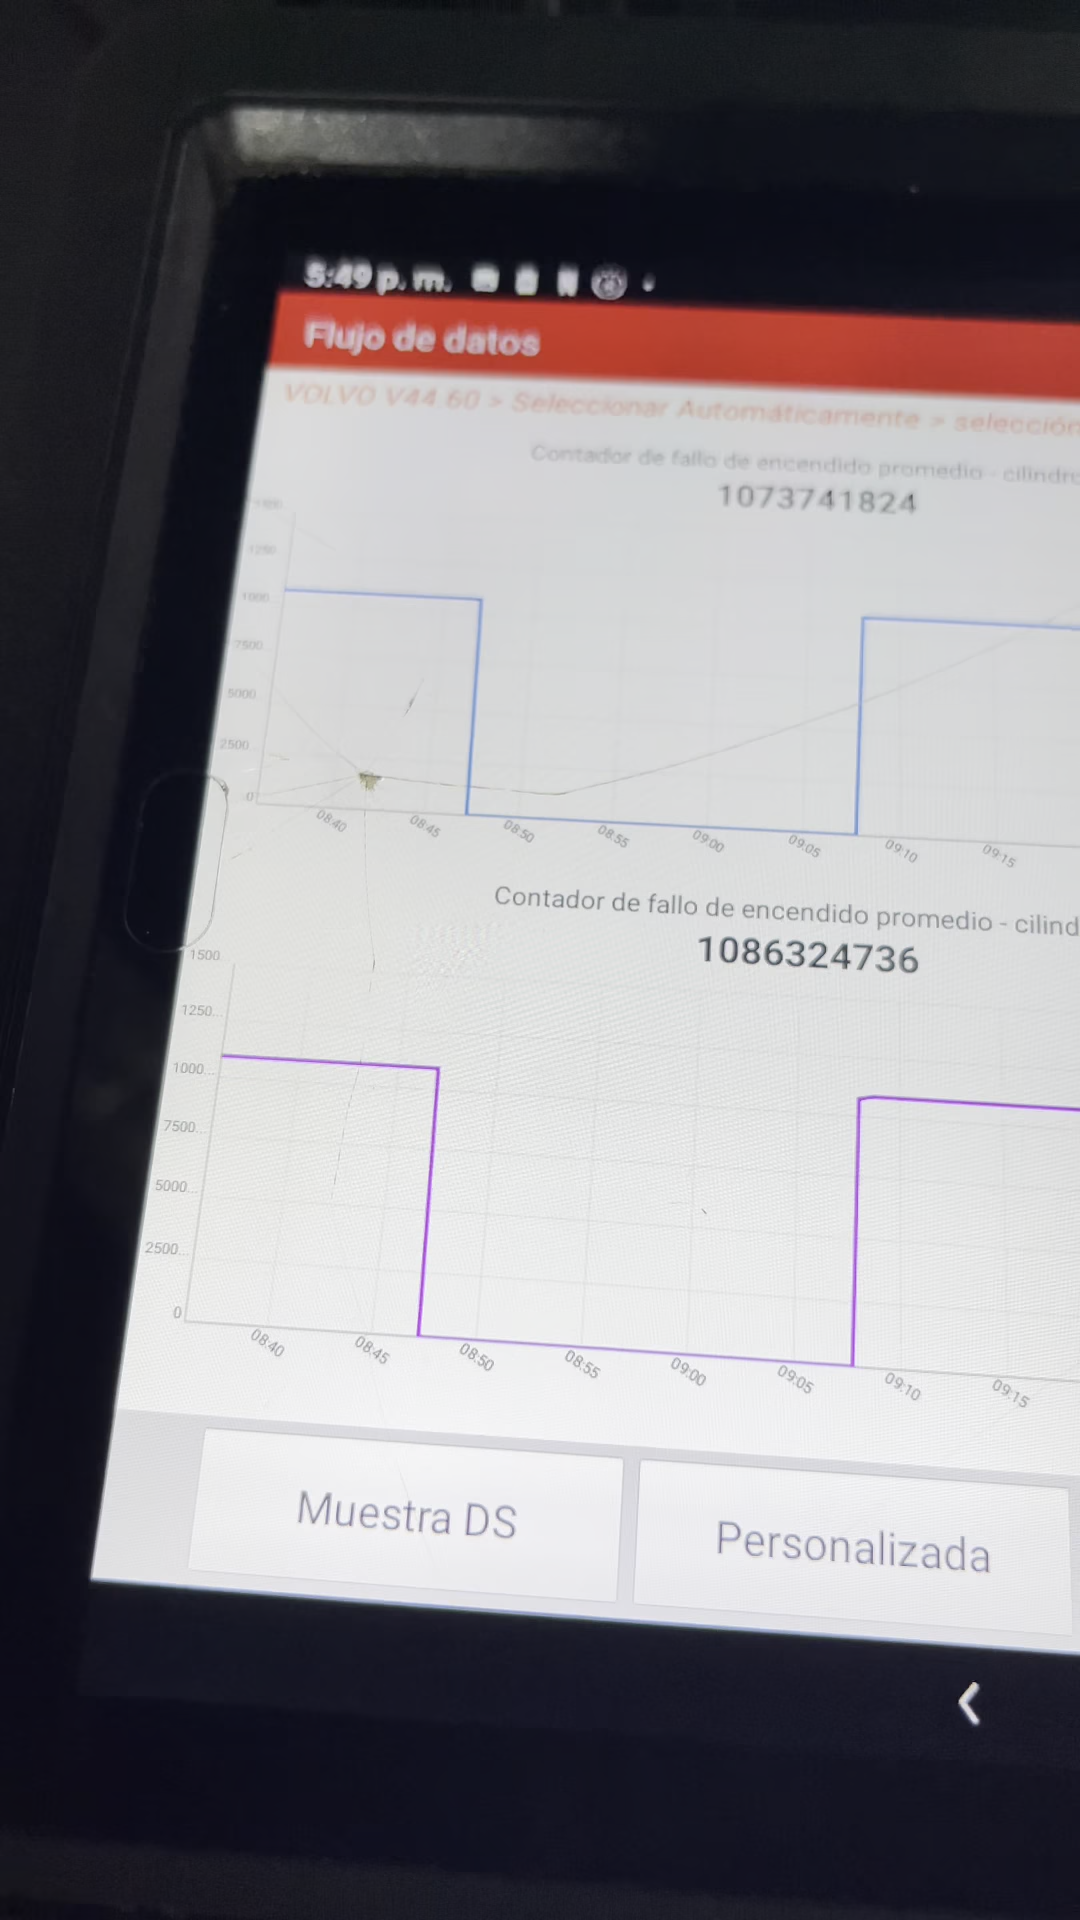 5:49 p. m.
Flujo de datos
VOLVO V44.60 > Seleccionar Automáticamente > selección
Contador de fallo de encendido promedio - cilindro
1073741824
1250
1000
7500
5000
2500
0
08:40 08:45 08:50 08:55 09:00 09:05 09:10 09:15
Contador de fallo de encendido promedio - cilind
1086324736
1500
1250...
1000...
7500...
5000...
2500...
0
08:40 08:45 08:50 08:55 09:00 09:05 09:10 09:15
Muestra DS
Personalizada